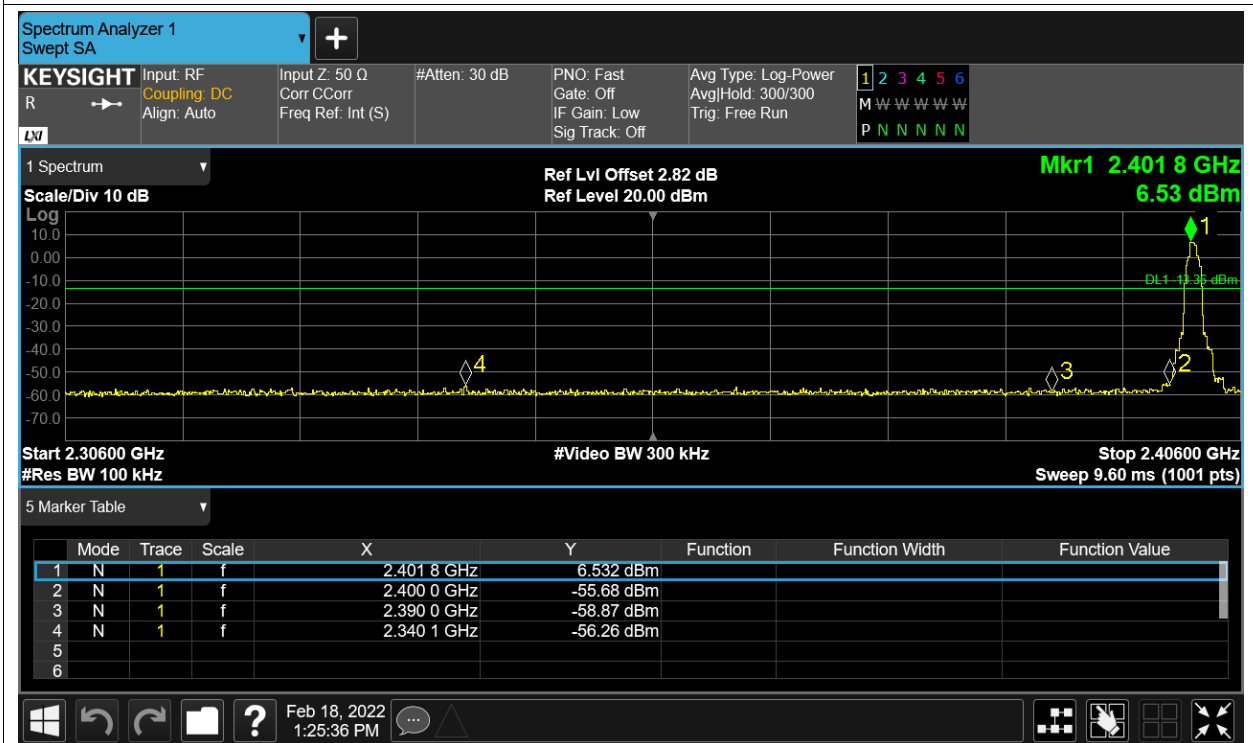 Spectrum Analyzer 1
Swept SA
KEYSIGHT Input: RF Input Z: 50 Ω #Atten: 30 dB PNO: Fast Avg Type: Log-Power 1 2 3 4 5 6
R Coupling: DC Corr CCorr Gate: Off Avg|Hold: 300/300 M W W W W W
Align: Auto Freq Ref: Int (S) IF Gain: Low Trig: Free Run
LXI Sig Track: Off P N N N N N
1 Spectrum Ref Lvl Offset 2.82 dB Mkr1 2.401 8 GHz
Scale/Div 10 dB Ref Level 20.00 dBm 6.53 dBm
Log
10.0
0.00
-10.0
-20.0
-30.0
-40.0
-50.0
-60.0
-70.0
1
DL1 -13.36 dBm
4
3
2
Start 2.30600 GHz #Video BW 300 kHz Stop 2.40600 GHz
#Res BW 100 kHz Sweep 9.60 ms (1001 pts)
5 Marker Table
Mode Trace Scale X Y Function Function Width Function Value
1 N 1 f 2.401 8 GHz 6.532 dBm
2 N 1 f 2.400 0 GHz -55.68 dBm
3 N 1 f 2.390 0 GHz -58.87 dBm
4 N 1 f 2.340 1 GHz -56.26 dBm
5
6
? Feb 18, 2022
1:25:36 PM